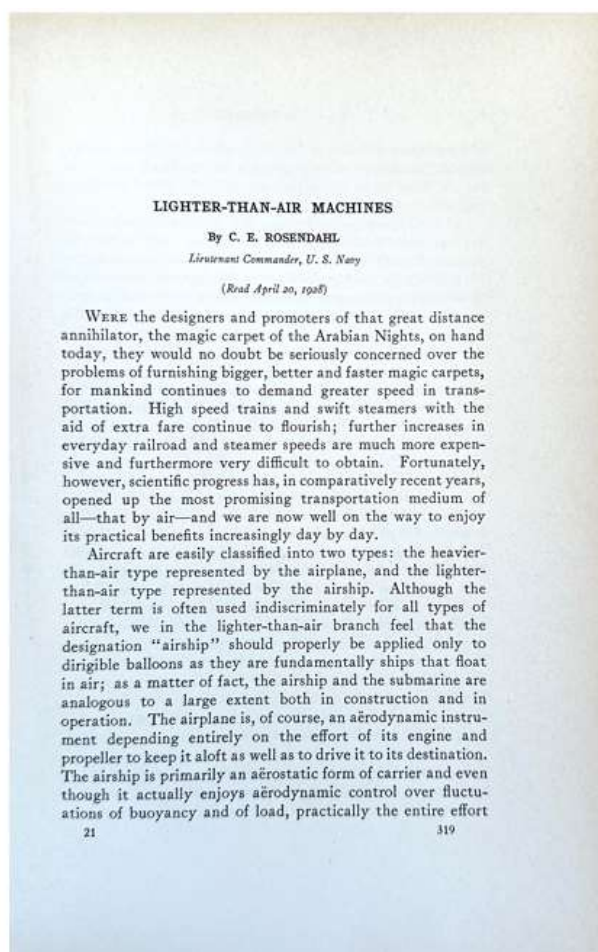 LIGHTER-THAN-AIR MACHINES
By C. E. ROSENDAHL
Lieutenant Commander, U. S. Navy
(Read April 20, 1928)
WERE the designers and promoters of that great distance
annihilator, the magic carpet of the Arabian Nights, on hand
today, they would no doubt be seriously concerned over the
problems of furnishing bigger, better and faster magic carpets,
for mankind continues to demand greater speed in trans-
portation. High speed trains and swift steamers with the
aid of extra fare continue to flourish; further increases in
everyday railroad and steamer speeds are much more expen-
sive and furthermore very difficult to obtain. Fortunately,
however, scientific progress has, in comparatively recent years,
opened up the most promising transportation medium of
all—that by air—and we are now well on the way to enjoy
its practical benefits increasingly day by day.
Aircraft are easily classified into two types: the heavier-
than-air type represented by the airplane, and the lighter-
than-air type represented by the airship. Although the
latter term is often used indiscriminately for all types of
aircraft, we in the lighter-than-air branch feel that the
designation "airship" should properly be applied only to
dirigible balloons as they are fundamentally ships that float
in air; as a matter of fact, the airship and the submarine are
analogous to a large extent both in construction and in
operation. The airplane is, of course, an aërodynamic instru-
ment depending entirely on the effort of its engine and
propeller to keep it aloft as well as to drive it to its destination.
The airship is primarily an aërostatic form of carrier and even
though it actually enjoys aërodynamic control over fluctu-
ations of buoyancy and of load, practically the entire effort
21 319